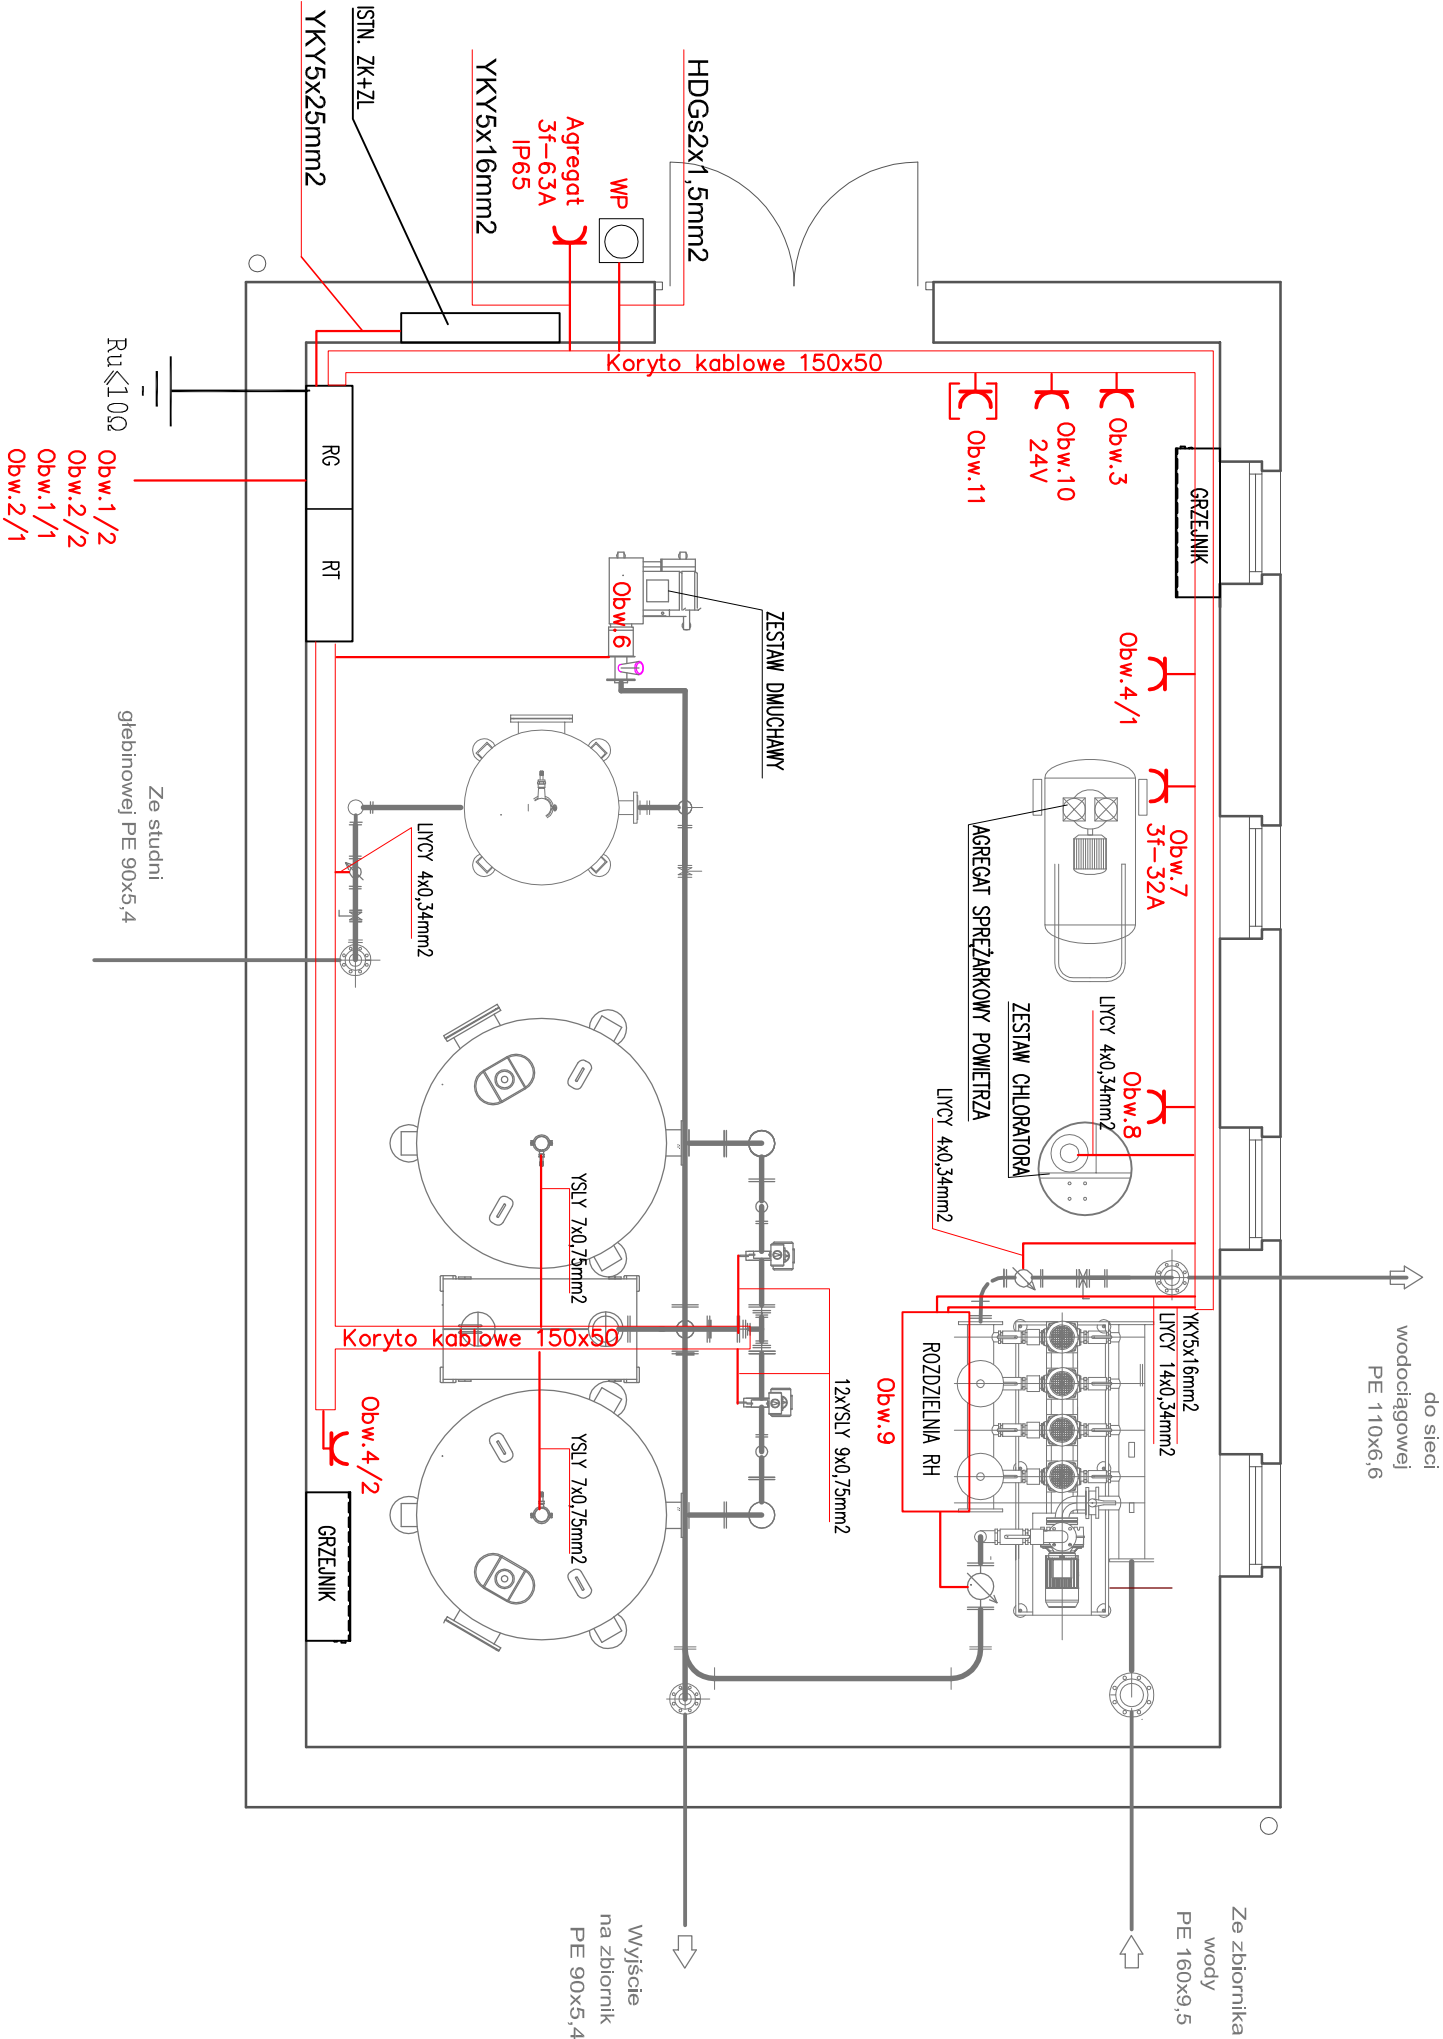 ISTN. ZK+ZL
YKY5x25mm2
HDGs2x1,5mm2
YKY5x16mm2
Agregat
3f-63A
IP65
WP
Koryto kablowe 150x50
Ru≤10Ω
RG
RT
Obw.1/2
Obw.2/2
Obw.1/1
Obw.2/1
Obw.3
Obw.10
24V
Obw.11
GRZEJNIK
Obw.6
ZESTAW DMUCHAWY
Obw.4/1
Obw.7
3f-32A
AGREGAT SPRĘŻARKOWY POWIETRZA
Ze studni
głebinowej PE 90x5,4
LIYCY 4x0,34mm2
ZESTAW CHLORATORA
LIYCY 4x0,34mm2
Obw.8
LIYCY 4x0,34mm2
YSLY 7x0,75mm2
Koryto kablowe 150x50
12xYSLY 9x0,75mm2
YSLY 7x0,75mm2
ROZDZIELNIA RH
Obw.9
YKY5x16mm2
LIYCY 14x0,34mm2
Obw.4/2
GRZEJNIK
do sieci
wodociągowej
PE 110x6,6
Wyjście
na zbiornik
PE 90x5,4
Ze zbiornika
wody
PE 160x9,5